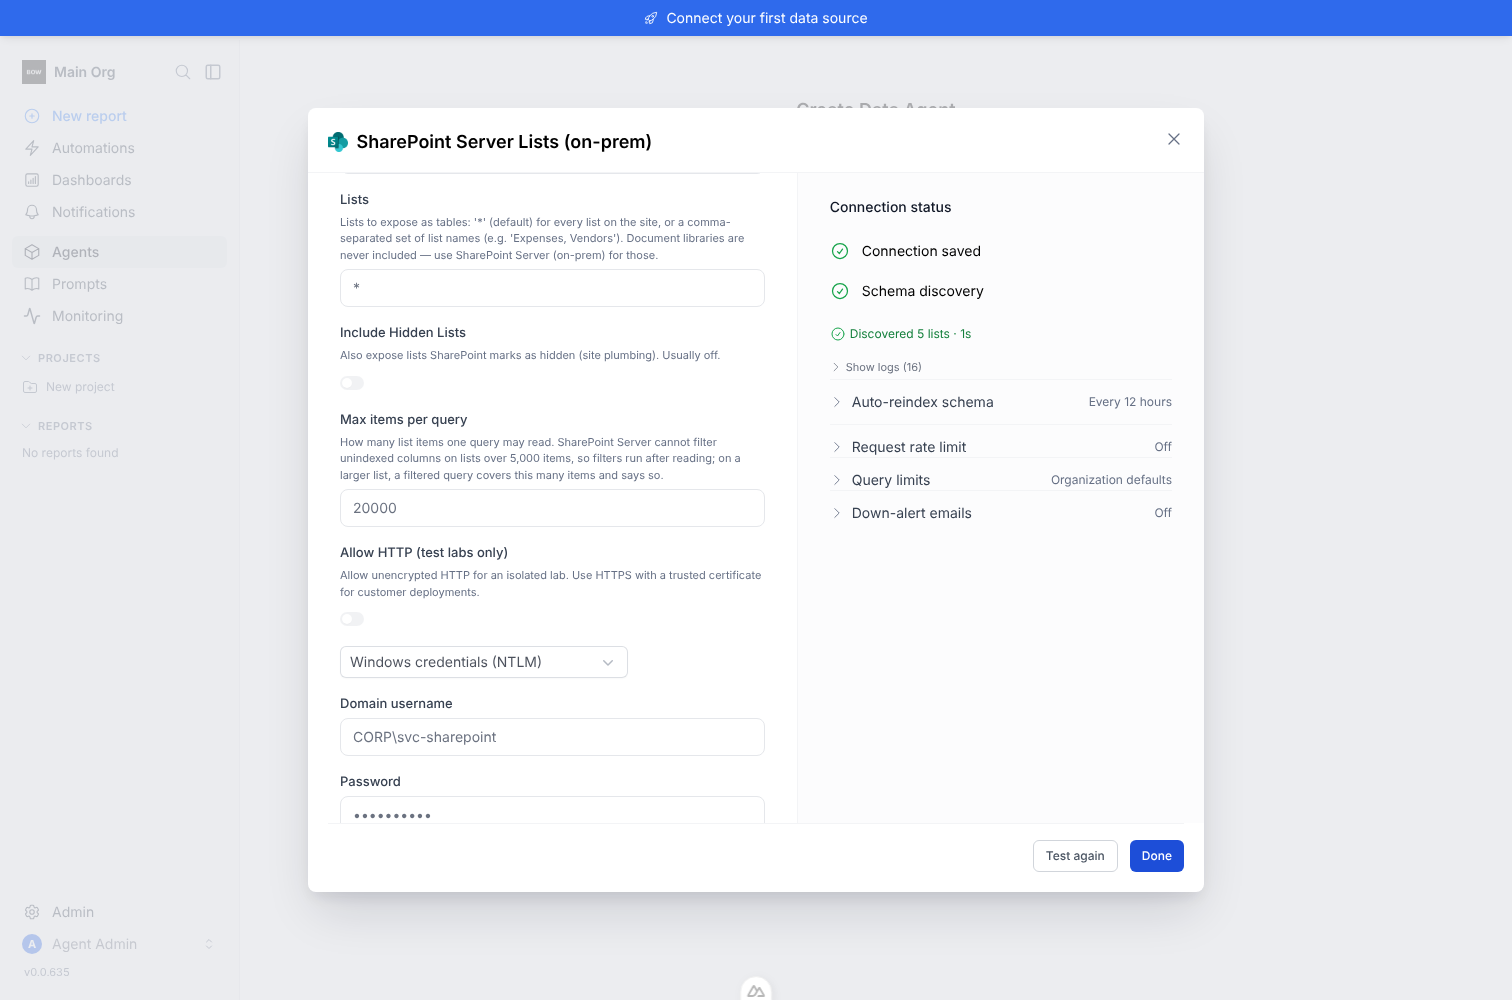 Connect your first data source
BOW
Main Org
New report
Automations
Dashboards
Notifications
Agents
Prompts
Monitoring
PROJECTS
New project
REPORTS
No reports found
Admin
A
Agent Admin
v0.0.635
Create Data Agent
S
SharePoint Server Lists (on-prem)
Lists
Lists to expose as tables: '*' (default) for every list on the site, or a comma-
separated set of list names (e.g. 'Expenses, Vendors'). Document libraries are
never included — use SharePoint Server (on-prem) for those.
*
Include Hidden Lists
Also expose lists SharePoint marks as hidden (site plumbing). Usually off.
Max items per query
How many list items one query may read. SharePoint Server cannot filter
unindexed columns on lists over 5,000 items, so filters run after reading; on a
larger list, a filtered query covers this many items and says so.
20000
Allow HTTP (test labs only)
Allow unencrypted HTTP for an isolated lab. Use HTTPS with a trusted certificate
for customer deployments.
Windows credentials (NTLM)
Domain username
CORP\svc-sharepoint
Password
••••••••••
Connection status
Connection saved
Schema discovery
Discovered 5 lists · 1s
Show logs (16)
Auto-reindex schema Every 12 hours
Request rate limit Off
Query limits Organization defaults
Down-alert emails Off
Test again
Done